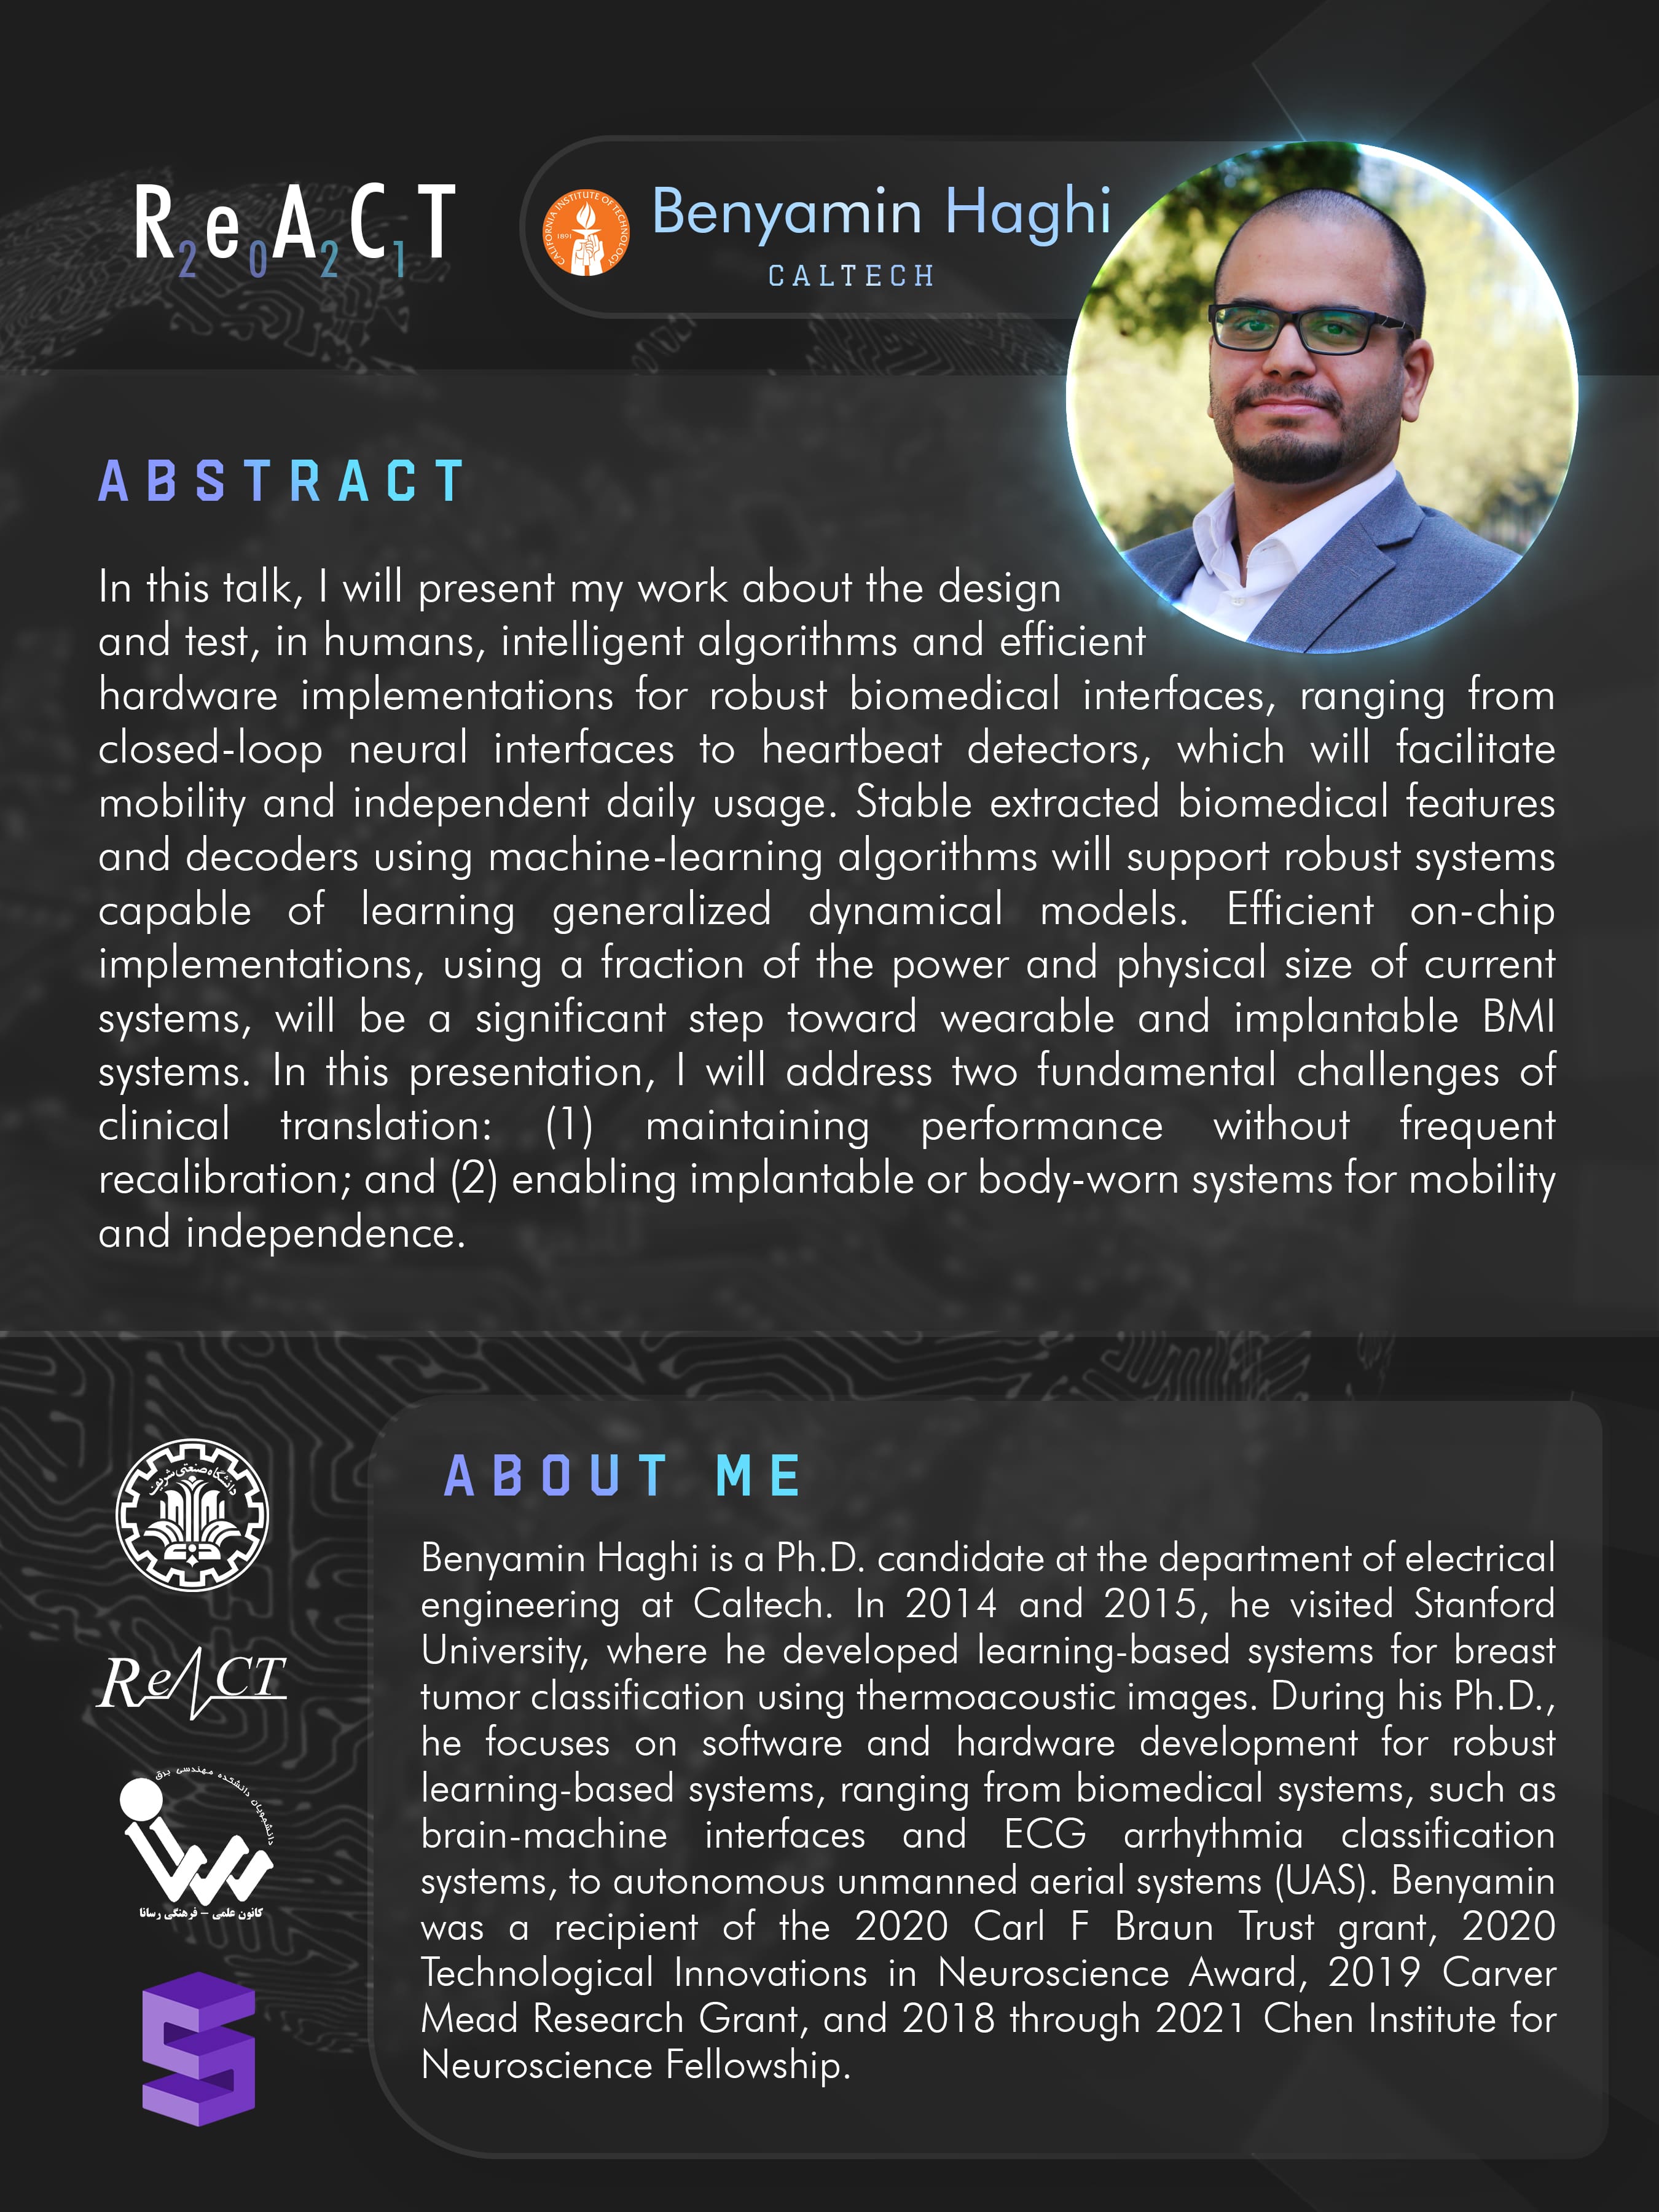 ReACT
2021
CALIFORNIA INSTITUTE OF TECHNOLOGY
1891
Benyamin Haghi
CALTECH
ABSTRACT
In this talk, I will present my work about the design
and test, in humans, intelligent algorithms and efficient
hardware implementations for robust biomedical interfaces, ranging from
closed-loop neural interfaces to heartbeat detectors, which will facilitate
mobility and independent daily usage. Stable extracted biomedical features
and decoders using machine-learning algorithms will support robust systems
capable of learning generalized dynamical models. Efficient on-chip
implementations, using a fraction of the power and physical size of current
systems, will be a significant step toward wearable and implantable BMI
systems. In this presentation, I will address two fundamental challenges of
clinical translation: (1) maintaining performance without frequent
recalibration; and (2) enabling implantable or body-worn systems for mobility
and independence.
دانشگاه صنعتی شریف
ReACT
دانشجویان دانشکده مهندسی برق
رسانا
کانون علمی - فرهنگی رسانا
ABOUT ME
Benyamin Haghi is a Ph.D. candidate at the department of electrical
engineering at Caltech. In 2014 and 2015, he visited Stanford
University, where he developed learning-based systems for breast
tumor classification using thermoacoustic images. During his Ph.D.,
he focuses on software and hardware development for robust
learning-based systems, ranging from biomedical systems, such as
brain-machine interfaces and ECG arrhythmia classification
systems, to autonomous unmanned aerial systems (UAS). Benyamin
was a recipient of the 2020 Carl F Braun Trust grant, 2020
Technological Innovations in Neuroscience Award, 2019 Carver
Mead Research Grant, and 2018 through 2021 Chen Institute for
Neuroscience Fellowship.